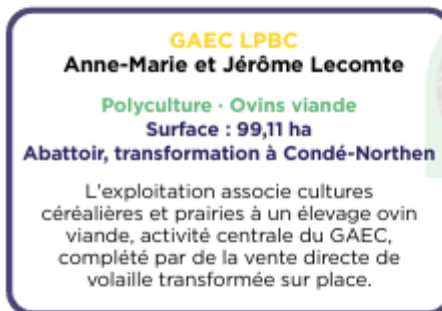 GAEC LPBC
Anne-Marie et Jérôme Lecomte
Polyculture · Ovins viande
Surface : 99,11 ha
Abattoir, transformation à Condé-Northen
L'exploitation associe cultures
céréalières et prairies à un élevage ovin
viande, activité centrale du GAEC,
complété par de la vente directe de
volaille transformée sur place.